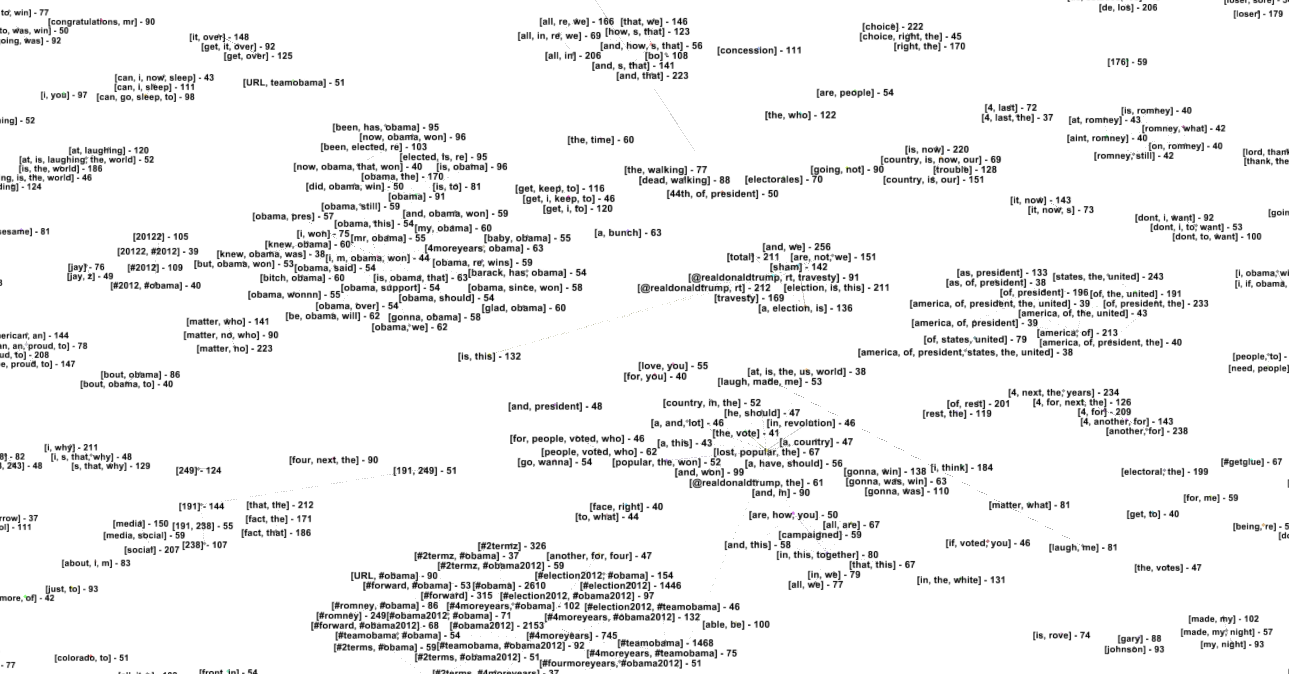 to, win] - 77
[congratulations, mr] - 90
to, was, win] - 50
oing, was] - 92
[it, over] - 148
[get, it, over] - 92
[get, over] - 125
[all, re, we] - 166 [that, we] - 146
[all, in, re, we] - 69 [how, s, that] - 123
[and, how, s, that] - 56
[all, in] - 206 [bo] - 108
[and, s, that] - 141
[and, that] - 223
[concession] - 111
[choice] - 222
[choice, right, the] - 45
[right, the] - 170
[de, los] - 206
[loser] - 179
[176] - 59
[can, i, now, sleep] - 43
[can, i, sleep] - 111
[i, you] - 97 [can, go, sleep, to] - 98
[URL, teamobama] - 51
[are, people] - 54
[the, who] - 122
[4, last] - 72
[4, last, the] - 37
[is, romney] - 40
[at, romney] - 43
[romney, what] - 42
[aint, romney] - 40
[on, romney] - 40
[romney, still] - 42
[lord, than
[thank, the
ing] - 52
[at, laughing] - 120
[at, is, laughing, the, world] - 52
[is, the, world] - 186
ng, is, the, world] - 46
ding] - 124
[been, has, obama] - 95
[now, obama, won] - 96
[been, elected, re] - 103
[elected, is, re] - 95
[now, obama, that, won] - 40 [is, obama] - 96
[obama, the] - 170
[did, obama, win] - 50 [is, to] - 81
[obama] - 91
[obama, still] - 59
[obama, pres] - 57 [and, obama, won] - 59
[obama, this] - 54 [my, obama] - 60
[i, won] - 75 [mr, obama] - 55 [baby, obama] - 55
[knew, obama] - 60 [4moreyears, obama] - 63
[knew, obama, was] - 38 [i, m, obama, won] - 44
[but, obama, won] - 53 [obama, said] - 54 [obama, re, wins] - 59
[barack, has, obama] - 54
[bitch, obama] - 60 [is, obama, that] - 63
[obama, support] - 54 [obama, since, won] - 58
[obama, wonnn] - 55 [obama, should] - 54
[obama, over] - 54 [glad, obama] - 60
[be, obama, will] - 62 [gonna, obama] - 58
[obama, we] - 62
[the, time] - 60
[get, keep, to] - 116
[get, i, keep, to] - 46
[get, i, to] - 120
[a, bunch] - 63
[the, walking] - 77
[dead, walking] - 88 [electorales] - 70
[44th, of, president] - 50
[going, not] - 90
[is, now] - 220
[country, is, now, our] - 69
[trouble] - 128
[country, is, our] - 151
[it, now] - 143
[it, now, s] - 73
[dont, i, want] - 92
[dont, i, to, want] - 53
[dont, to, want] - 100
[goin
esame] - 81
[20122] - 105
[20122, #2012] - 39
[jay] - 76 [#2012] - 109
[jay, z] - 49
[#2012, #obama] - 40
[and, we] - 256
[total] - 211 [are, not, we] - 151
[sham] - 142
[@realdonaldtrump, rt, travesty] - 91
[@realdonaldtrump, rt] - 212 [election, is, this] - 211
[travesty] - 169
[a, election, is] - 136
[as, president] - 133 [states, the, united] - 243
[as, of, president] - 38
[of, president] - 196 [of, the, united] - 191
[america, of, president, the, united] - 39 [of, president, the] - 233
[america, of, the, united] - 43
[america, of, president] - 39
[america, of] - 213
[of, states, united] - 79 [america, of, president, the] - 40
[america, of, president, states, the, united] - 38
[i, obama, wi
[i, if, obama,
[matter, who] - 141
[matter, no, who] - 90
[matter, no] - 223
erican, an] - 144
an, an, proud, to] - 78
ud, to] - 208
e, proud, to] - 147
[bout, obama] - 86
[bout, obama, to] - 40
[is, this] - 132
[love, you] - 55
[for, you] - 40
[at, is, the, us, world] - 38
[laugh, made, me] - 53
[people, to] -
[need, people]
[and, president] - 48
[country, in, the] - 52
[he, should] - 47
[a, and, lot] - 46 [in, revolution] - 46
[the, vote] - 41
[for, people, voted, who] - 46 [a, this] - 43 [a, country] - 47
[people, voted, who] - 62 [lost, popular, the] - 67
[go, wanna] - 54 [popular, the, won] - 52 [a, have, should] - 56
[and, won] - 99
[@realdonaldtrump, the] - 61
[and, in] - 90
[of, rest] - 201
[rest, the] - 119
[4, next, the, years] - 234
[4, for, next, the] - 126
[4, for] - 209
[4, another, for] - 143
[another, for] - 238
[gonna, win] - 138 [i, think] - 184
[gonna, was, win] - 63
[gonna, was] - 110
[electoral, the] - 199
[#getglue] - 67
[for, me] - 59
[i, why] - 211
] - 82 [i, s, that, why] - 48
, 243] - 48 [s, that, why] - 129
[249] - 124
[four, next, the] - 90
[191, 249] - 51
[191] - 144 [that, the] - 212
[media] - 150 [191, 238] - 55 [fact, the] - 171
[media, social] - 59 [fact, that] - 186
[social] - 207 [238] - 107
[about, i, m] - 83
rrow] - 37
ol] - 111
[just, to] - 93
more, of] - 42
[face, right] - 40
[to, what] - 44
[are, how, you] - 50
[all, are] - 67
[campaigned] - 59
[and, this] - 58
[in, this, together] - 80
[that, this] - 67
[in, we] - 79
[all, we] - 77
[matter, what] - 81
[get, to] - 40
[if, voted, you] - 46 [laugh, me] - 81
[being, re] - 5
[the, votes] - 47
[in, the, white] - 131
[#2termz] - 326
[#2termz, #obama] - 37 [another, for, four] - 47
[#2termz, #obama2012] - 59
[URL, #obama] - 90 [#election2012, #obama] - 154
[#forward, #obama] - 53 [#obama] - 2610 [#election2012] - 1446
[#forward] - 315 [#election2012, #obama2012] - 97
[#romney, #obama] - 86 [#4moreyears, #obama] - 102 [#election2012, #teamobama] - 46
[#romney] - 249 [#obama2012, #obama] - 71 [#4moreyears, #obama2012] - 132
[#forward, #obama2012] - 68 [#obama2012] - 2153 [able, be] - 100
[#teamobama, #obama] - 54 [#4moreyears] - 745
[#2terms, #obama] - 59 [#teamobama, #obama2012] - 92 [#teamobama] - 1468
[#2terms, #obama2012] - 51 [#4moreyears, #teamobama] - 75
[#fourmoreyears, #obama2012] - 51
[#2terms, #4moreyears] - 37
[is, rove] - 74
[gary] - 88
[johnson] - 93
[made, my] - 102
[made, my, night] - 57
[my, night] - 93
[colorado, to] - 51
- 77
[front, in] - 54